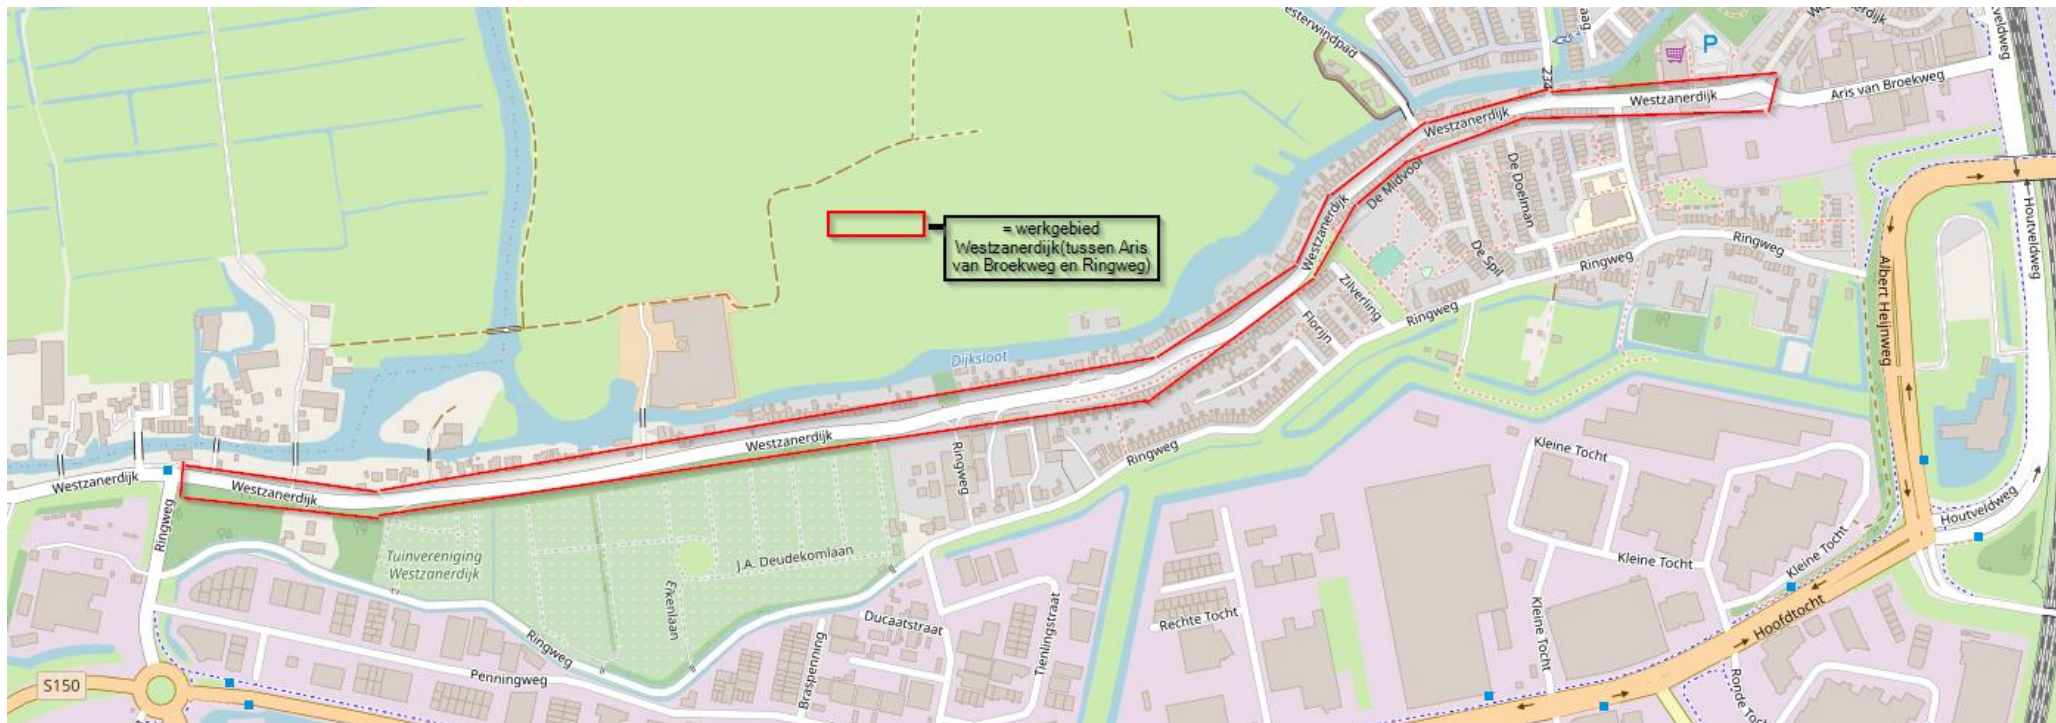 Westzanerdijk
Aris van Broekweg
Houtveldweg
234
P
Westzanerdijk
Westzanerdijk
De Midvoor
De Doelman
De Spil
Westzanerdijk
Ringweg
Ringweg
Albert Heijnweg
Houtveldweg
= werkgebied
Westzanerdijk(tussen Aris
van Broekweg en Ringweg)
Zilverling
Florijn
Ringweg
Dijksloot
Westzanerdijk
Ringweg
Ringweg
Westzanerdijk
Westzanerdijk
Ringweg
Tuinvereniging
Westzanerdijk
J.A. Deudekomlaan
Eikenlaan
Kleine Tocht
Kleine Tocht
Kleine Tocht
Kleine Tocht
Houtveldweg
Hoofdtocht
Rechte Tocht
Ducaatstraat
Tienlingstraat
Braspenning
Ringweg
Penningweg
S150